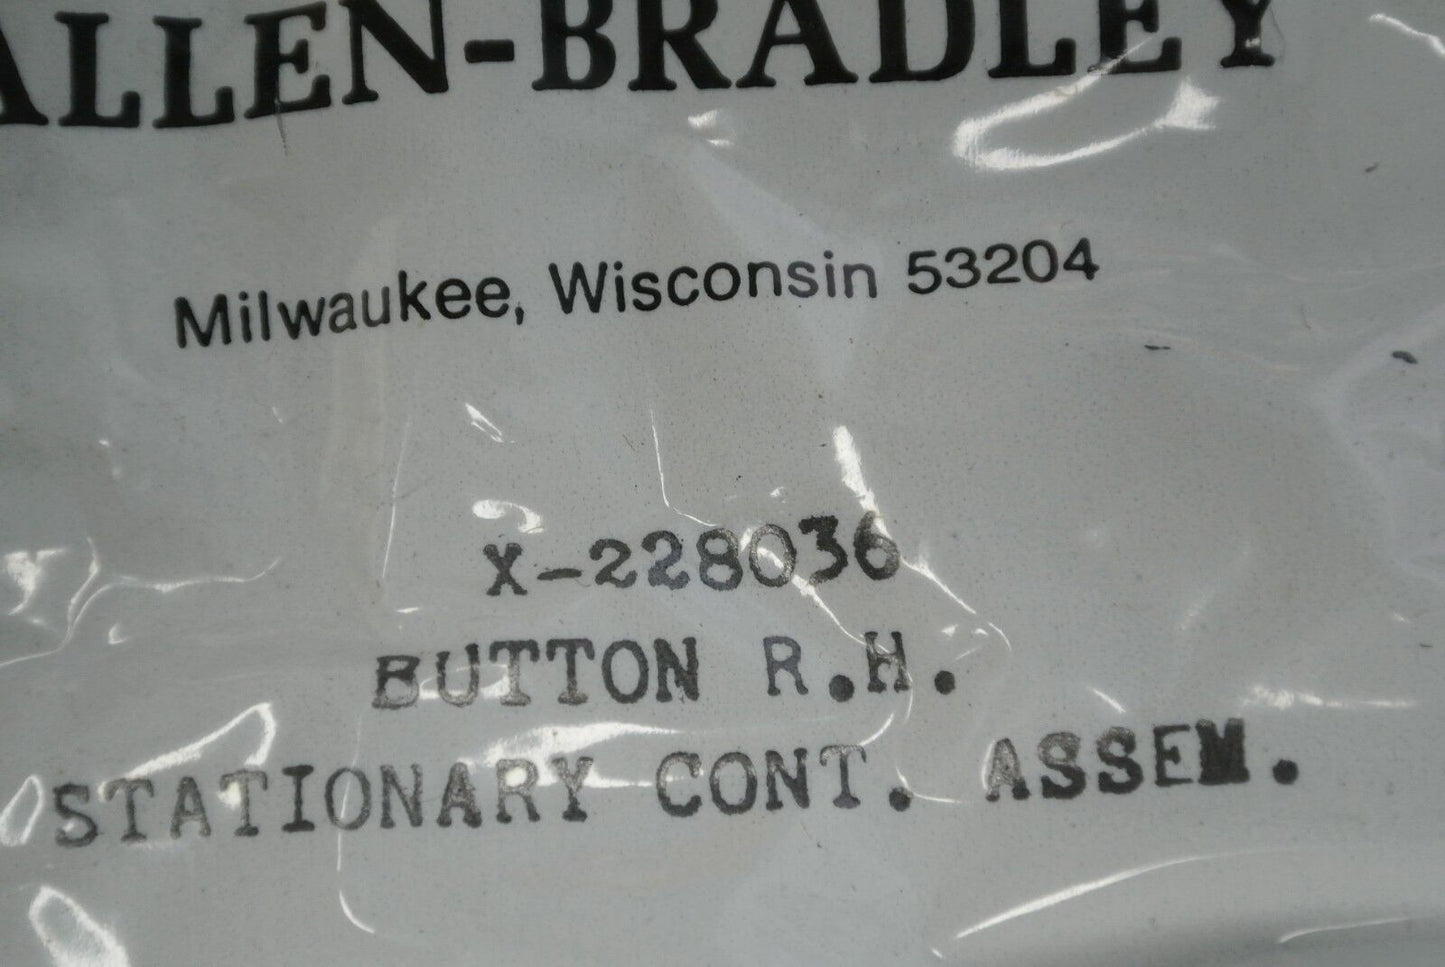 ALLEN-BRADLEY
Milwaukee, Wisconsin 53204
X-228036
BUTTON R.H.
STATIONARY CONT. ASSEM.